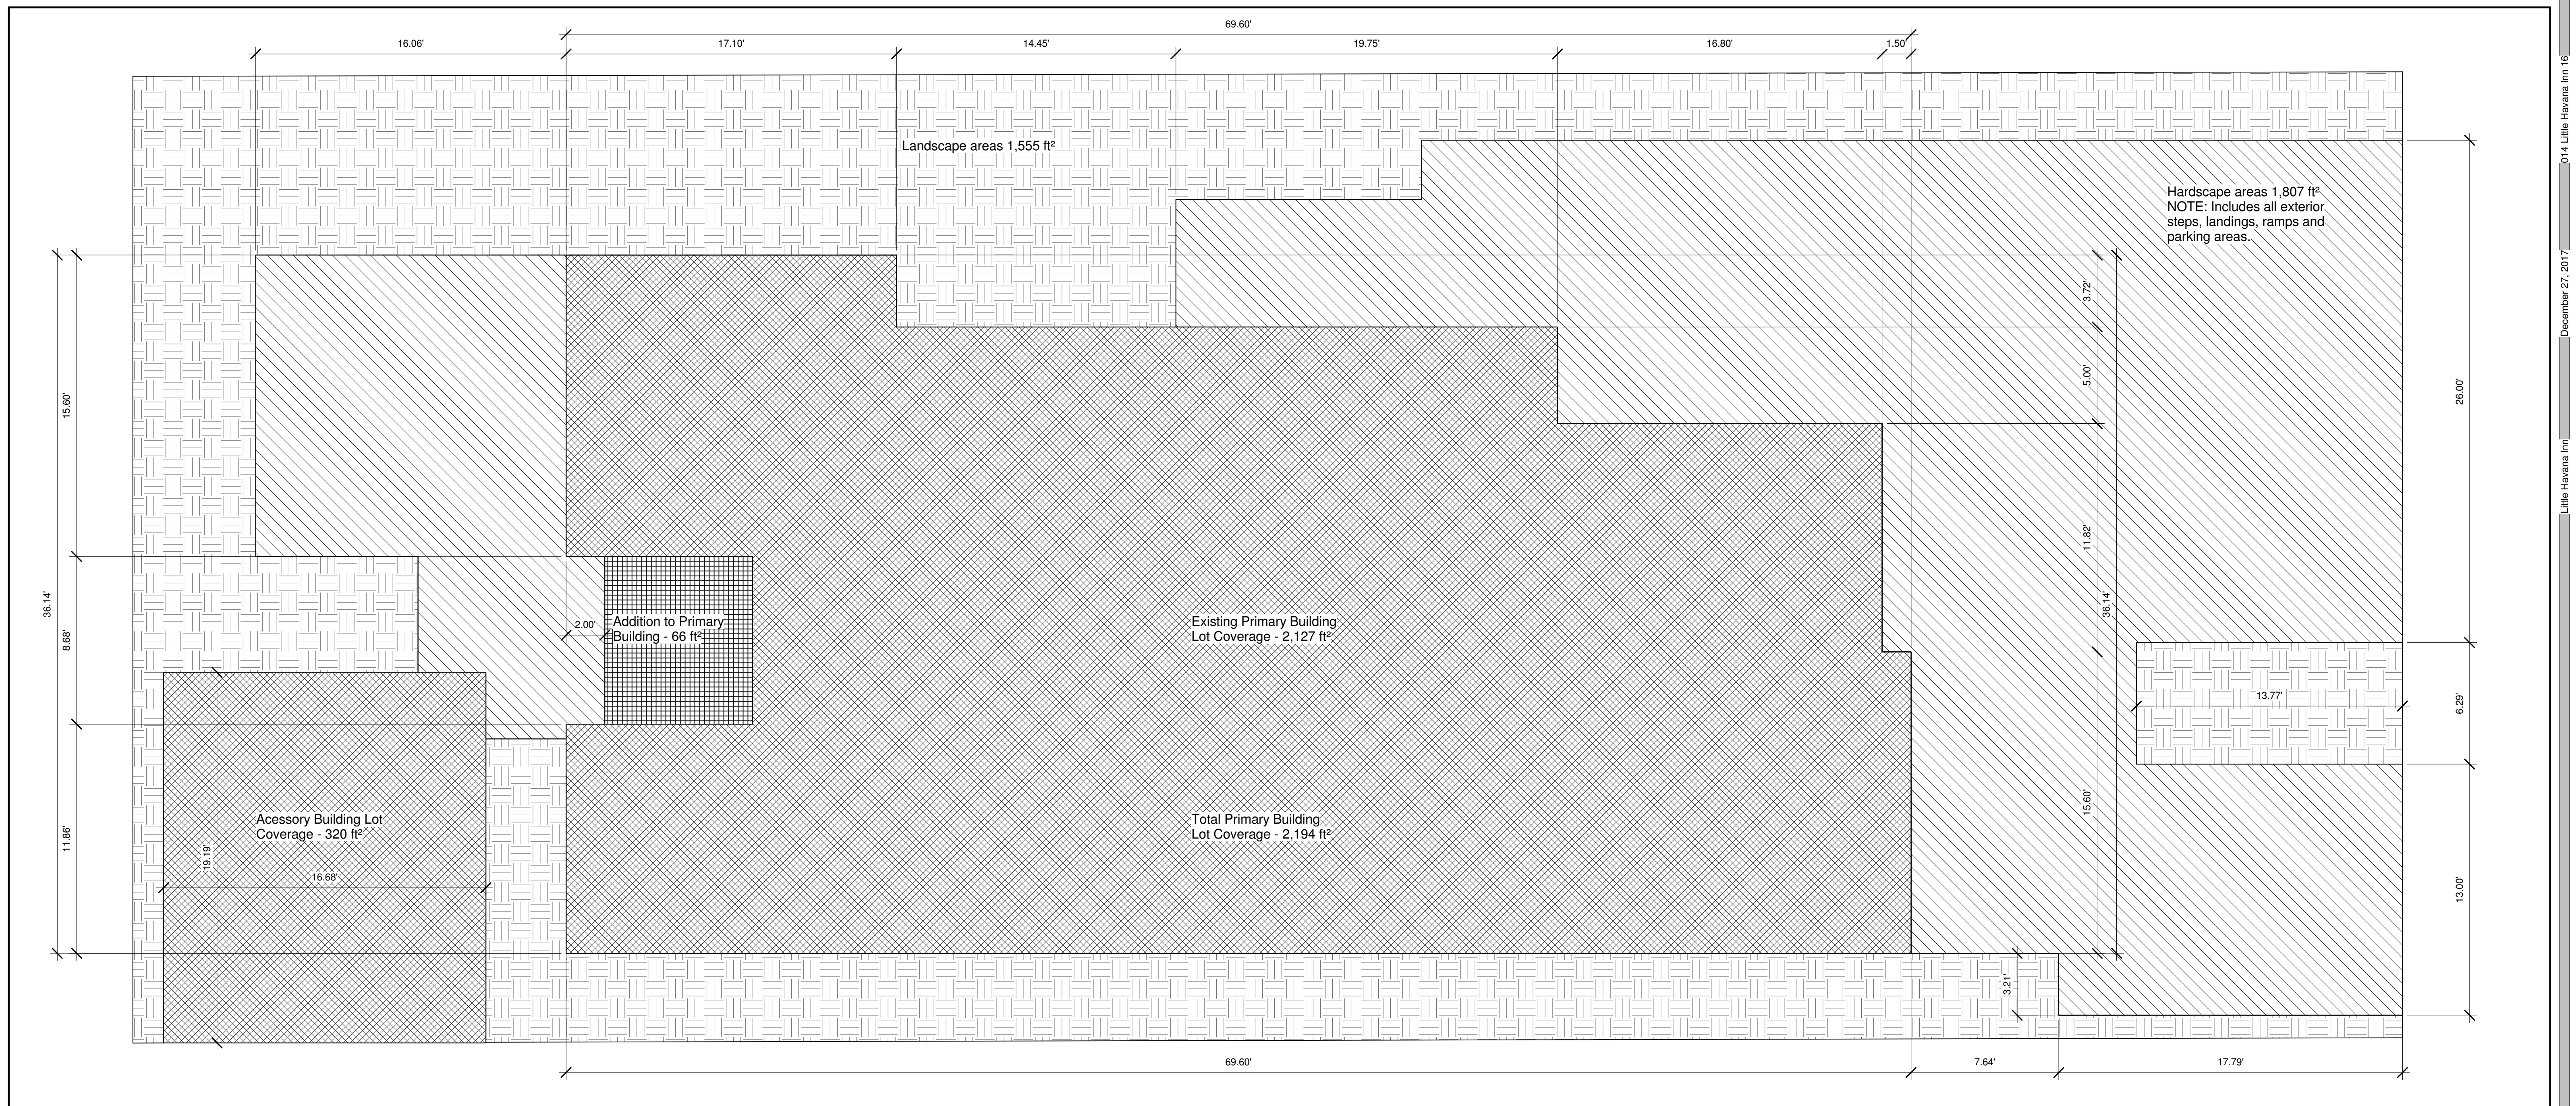 69.60'
16.06'
17.10'
14.45'
19.75'
16.80'
1.50'
Landscape areas 1,555 ft²
Hardscape areas 1,807 ft²
NOTE: Includes all exterior
steps, landings, ramps and
parking areas.
3.72'
5.00'
11.82'
36.14'
15.60'
26.00'
6.29'
13.00'
13.77'
15.60'
36.14'
8.68'
11.86'
2.00'
Addition to Primary
Building - 66 ft²
Existing Primary Building
Lot Coverage - 2,127 ft²
Acessory Building Lot
Coverage - 320 ft²
19.19'
16.68'
Total Primary Building
Lot Coverage - 2,194 ft²
3.21'
69.60'
7.64'
17.79'
014 Little Havana Inn 16
December 27, 2017
Little Havana Inn